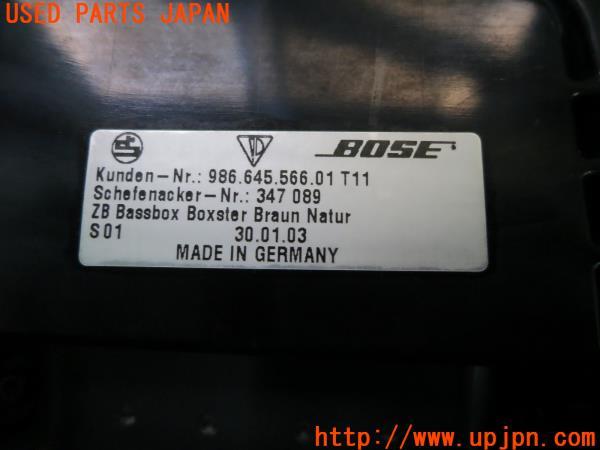 USED PARTS JAPAN
BOSE
Kunden-Nr.: 986.645.566.01 T11
Schefenacker-Nr.: 347 089
ZB Bassbox Boxster Braun Natur
S01 30.01.03
MADE IN GERMANY
UPJ
http://www.upjpn.com/